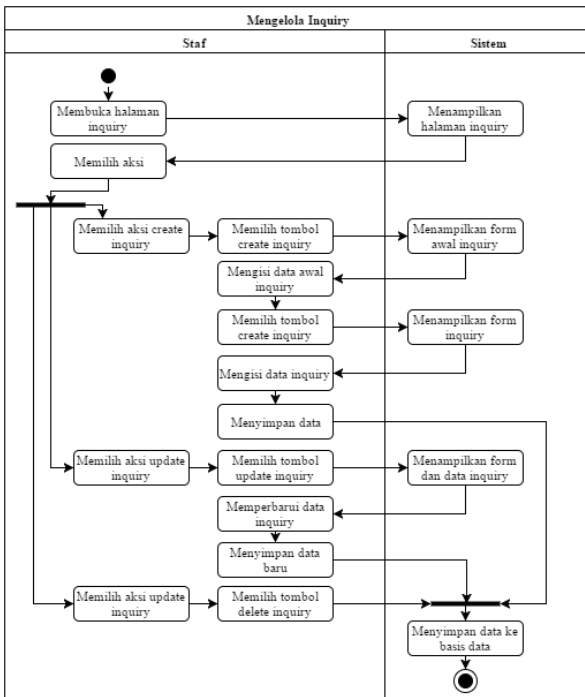 Mengelola Inquiry
Staf
Sistem
Membuka halaman
inquiry
Menampilkan
halaman inquiry
Memilih aksi
Memilih aksi create
inquiry
Memilih tombol
create inquiry
Menampilkan form
awal inquiry
Mengisi data awal
inquiry
Memilih tombol
create inquiry
Menampilkan form
inquiry
Mengisi data inquiry
Menyimpan data
Memilih aksi update
inquiry
Memilih tombol
update inquiry
Menampilkan form
dan data inquiry
Memperbarui data
inquiry
Menyimpan data
baru
Memilih aksi update
inquiry
Memilih tombol
delete inquiry
Menyimpan data ke
basis data